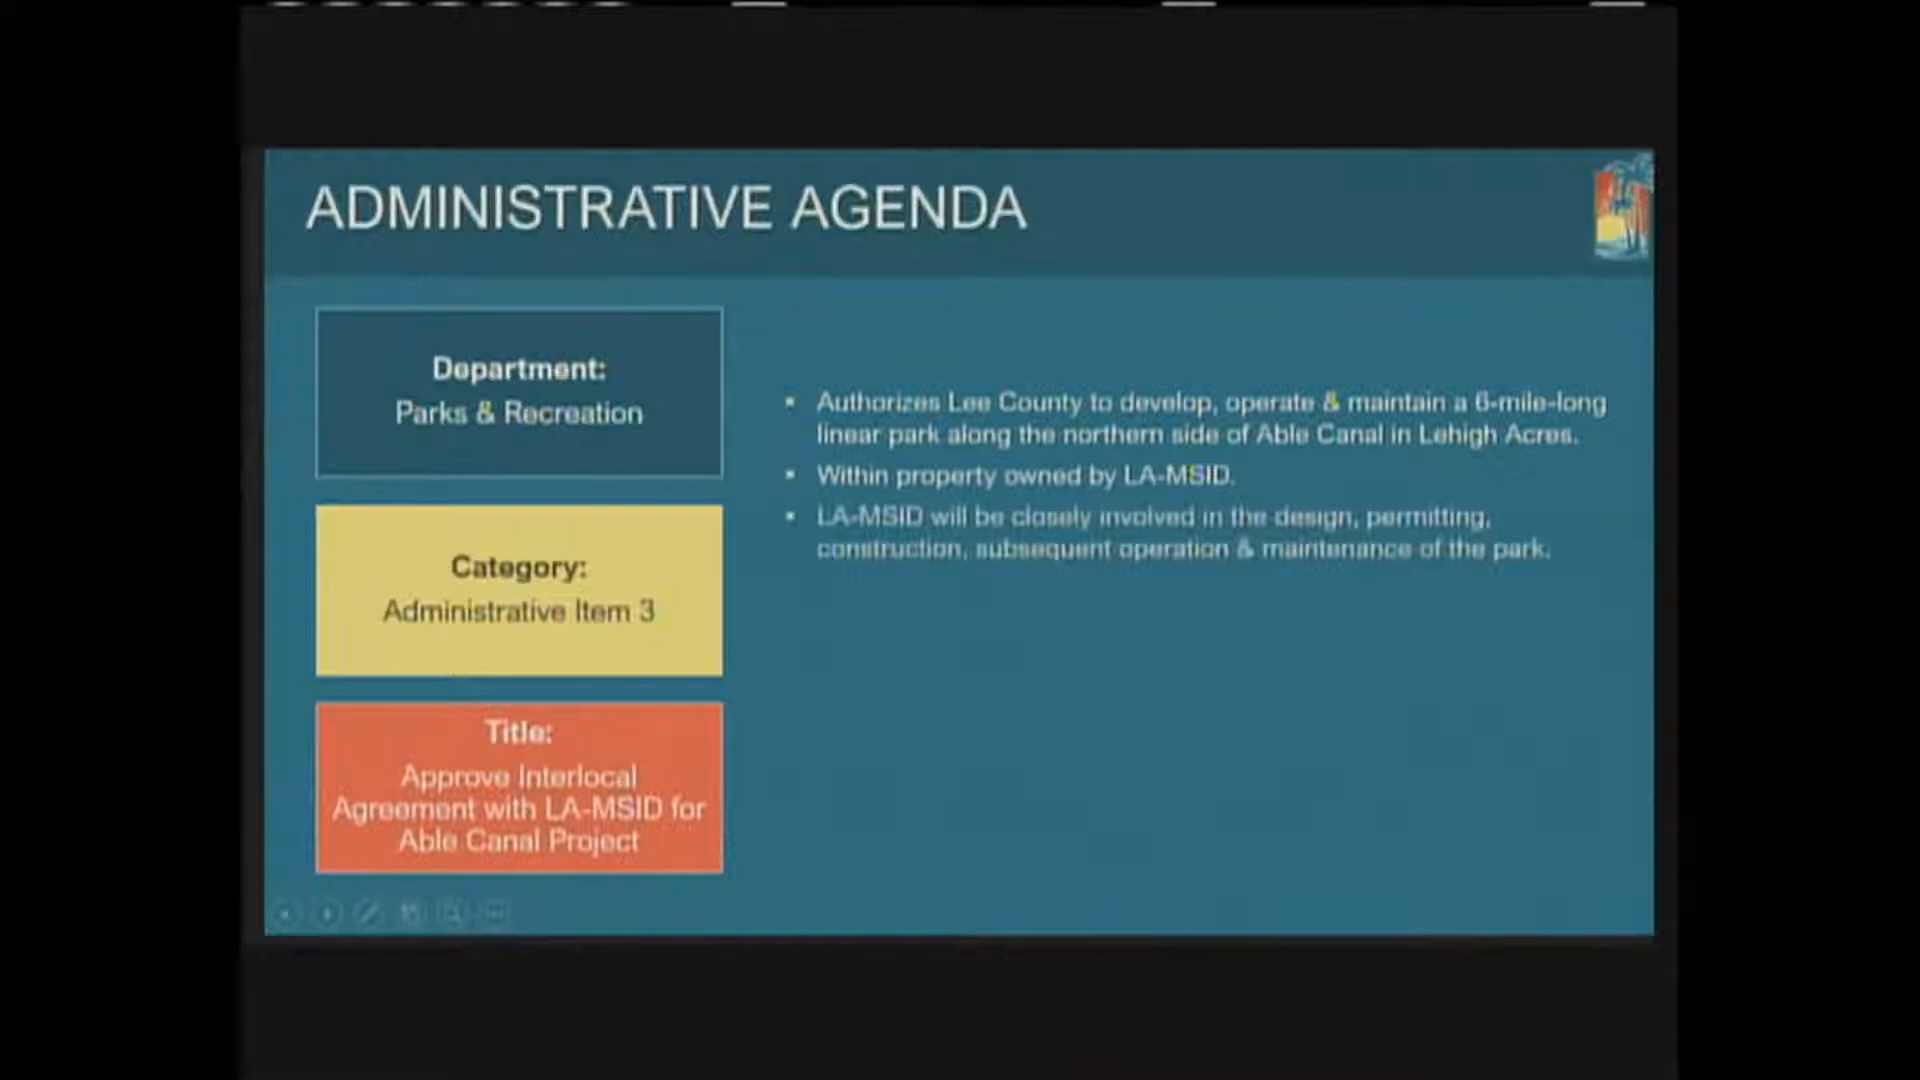 ADMINISTRATIVE AGENDA
Department:
Parks & Recreation
Category:
Administrative Item 3
Title:
Approve Interlocal
Agreement with LA-MSID for
Able Canal Project
• Authorizes Lee County to develop, operate & maintain a 6-mile-long
linear park along the northern side of Able Canal in Lehigh Acres.
• Within property owned by LA-MSID.
• LA-MSID will be closely involved in the design, permitting,
construction, subsequent operation & maintenance of the park.